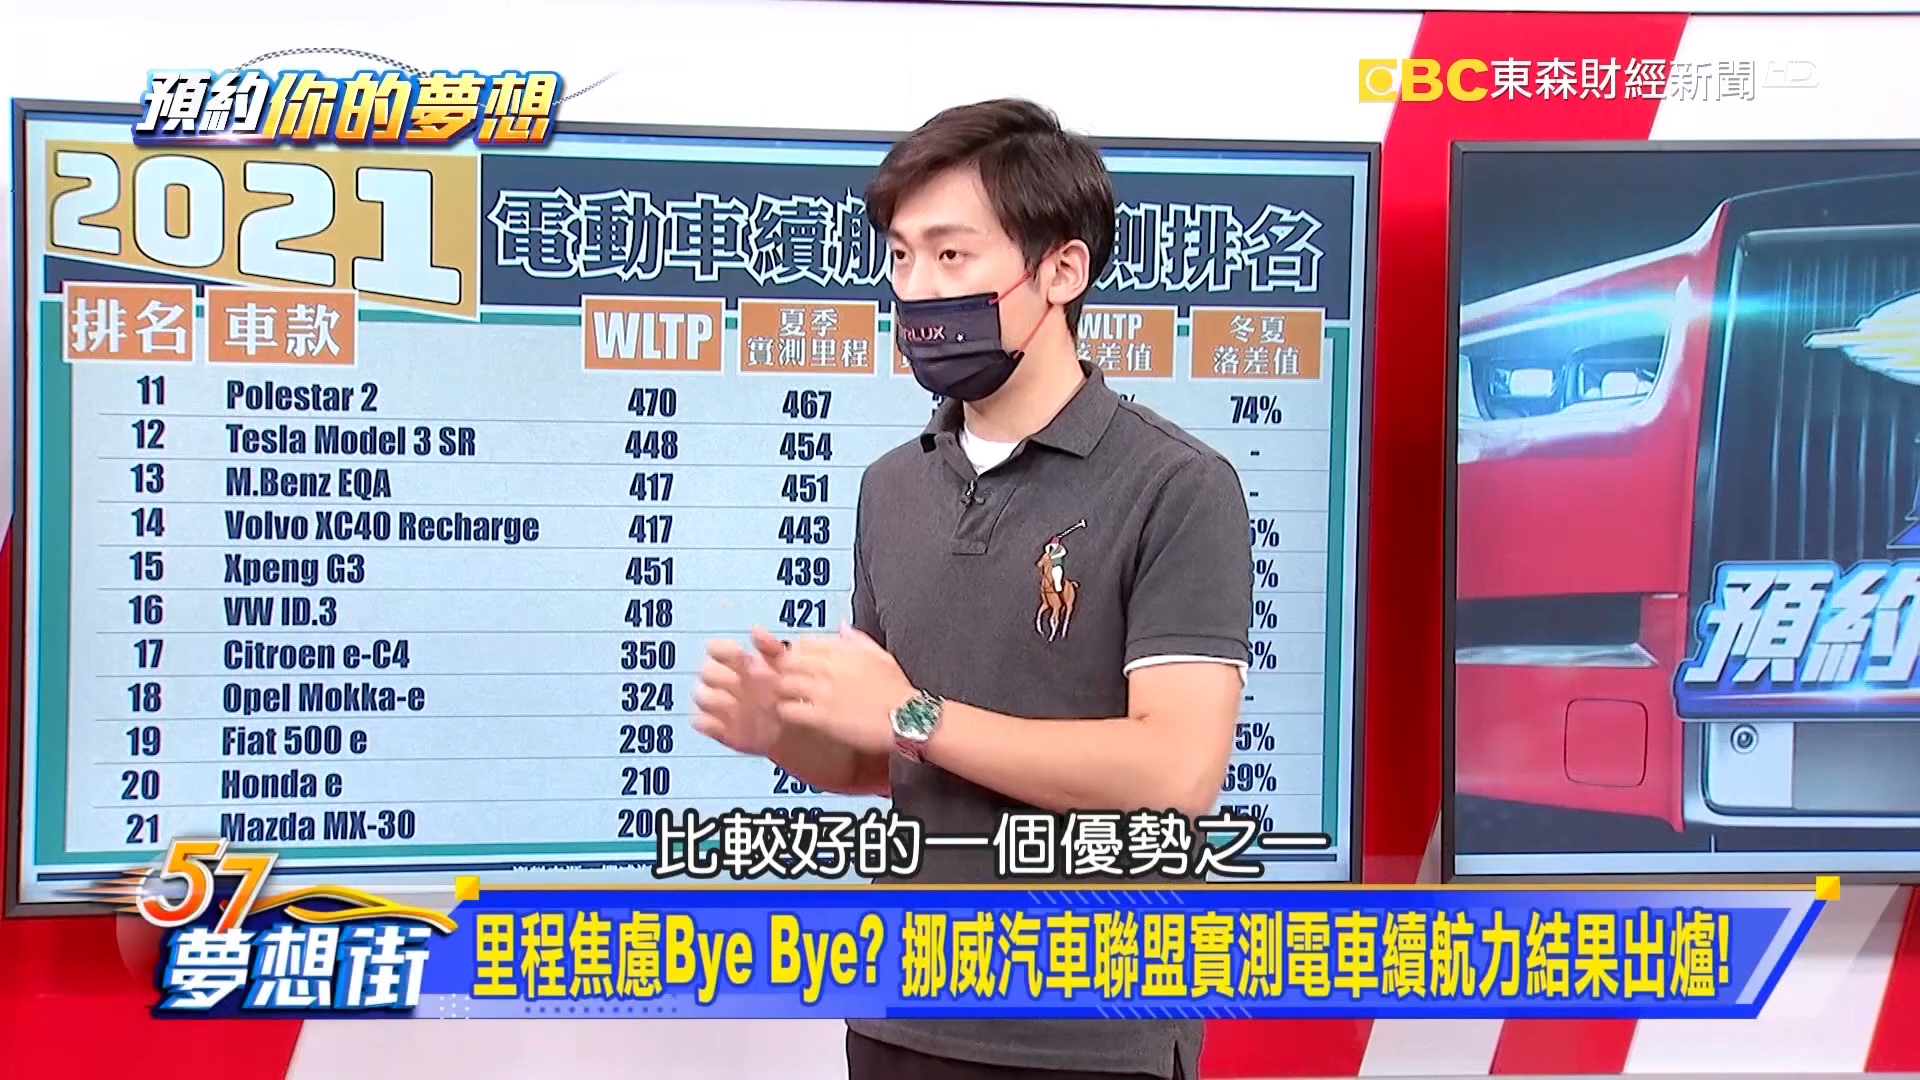 預約你的夢想
EBC東森財經新聞HD
2021
電動車續航 測排名
排名 車款 WLTP 夏季實測里程 WLTP 落差值 冬夏落差值
11 Polestar 2 470 467 74%
12 Tesla Model 3 SR 448 454 -
13 M.Benz EQA 417 451 -
14 Volvo XC40 Recharge 417 443
15 Xpeng G3 451 439
16 VW ID.3 418 421
17 Citroen e-C4 350
18 Opel Mokka-e 324 -
19 Fiat 500 e 298
20 Honda e 210
21 Mazda MX-30
預約
比較好的一個優勢之一
57夢想街
里程焦慮Bye Bye? 挪威汽車聯盟實測電車續航力結果出爐!